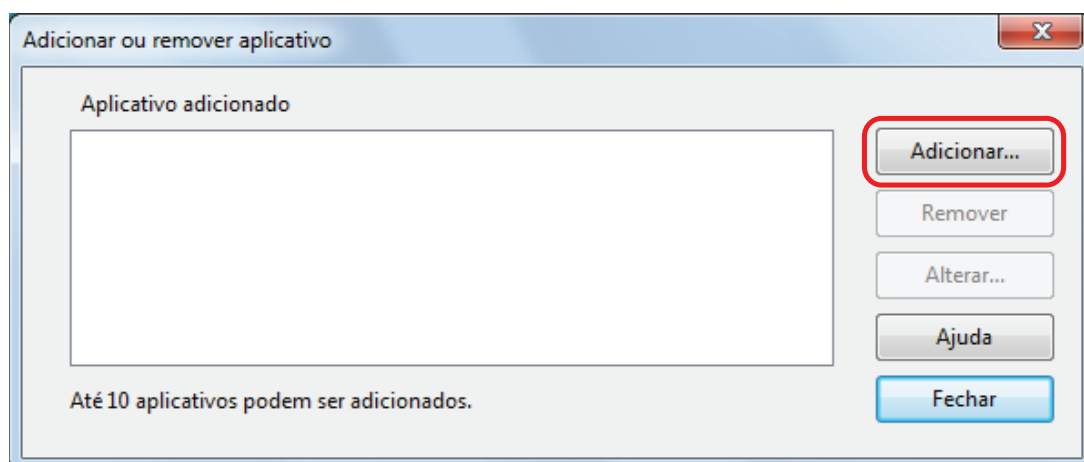 Adicionar ou remover aplicativo
Aplicativo adicionado
Adicionar...
Remover
Alterar...
Ajuda
Até 10 aplicativos podem ser adicionados.
Fechar